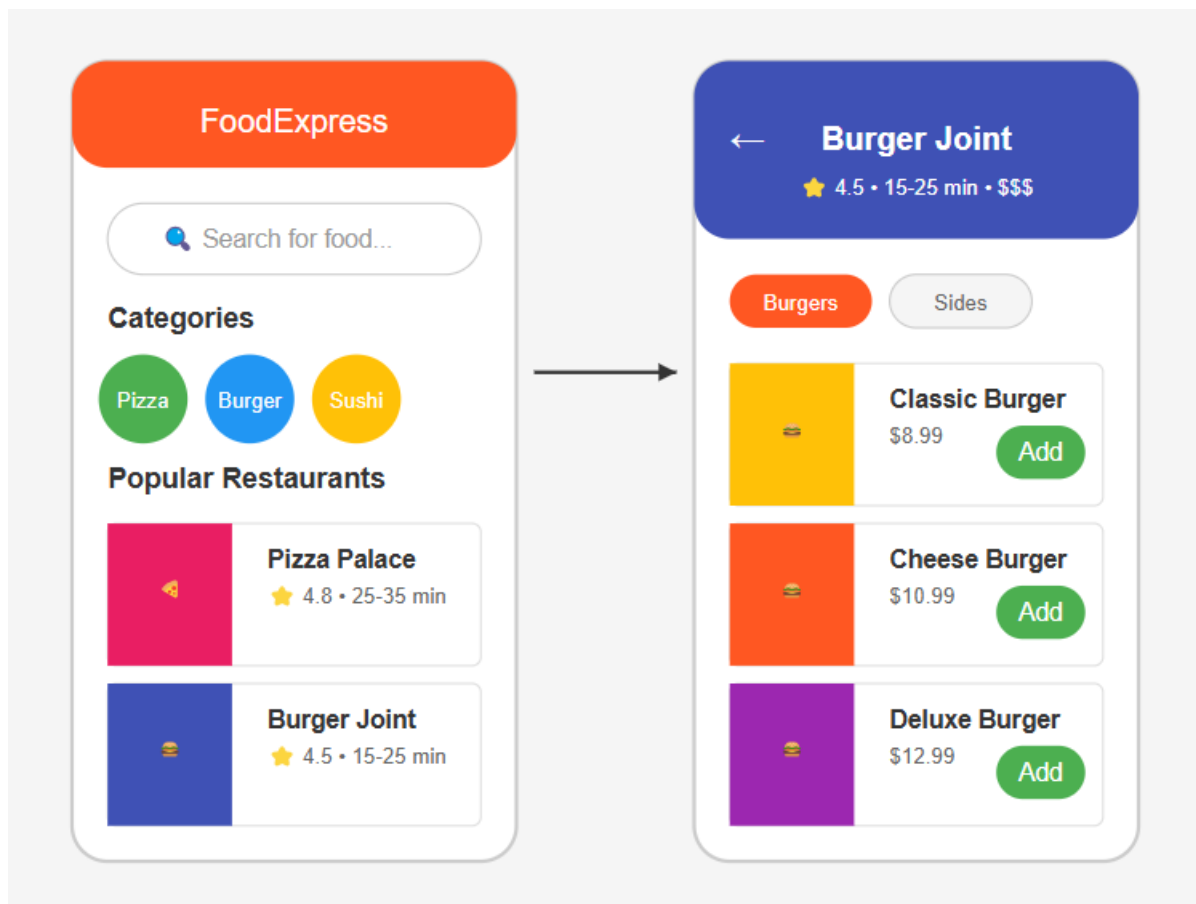 FoodExpress
Search for food...
Categories
Pizza
Burger
Sushi
Popular Restaurants
Pizza Palace
4.8 • 25-35 min
Burger Joint
4.5 • 15-25 min
← Burger Joint
4.5 • 15-25 min • $$$
Burgers
Sides
Classic Burger
$8.99
Add
Cheese Burger
$10.99
Add
Deluxe Burger
$12.99
Add